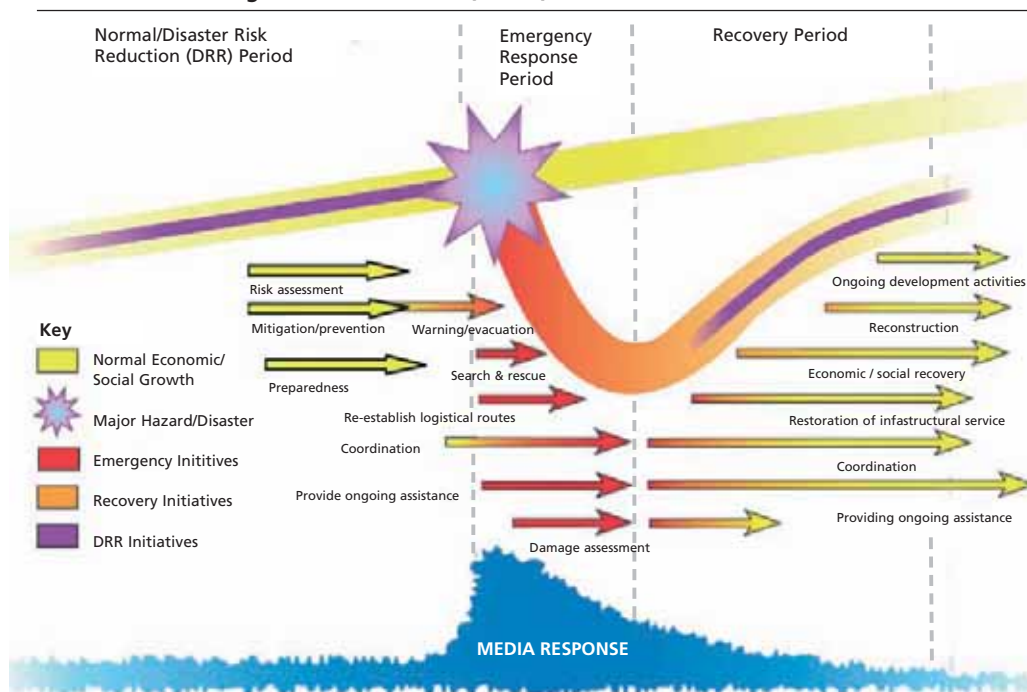 Normal/Disaster Risk
Reduction (DRR) Period
Emergency
Response
Period
Recovery Period
Risk assessment
Mitigation/prevention
Warning/evacuation
Preparedness
Search & rescue
Re-establish logistical routes
Coordination
Provide ongoing assistance
Damage assessment
Ongoing development activities
Reconstruction
Economic / social recovery
Restoration of infastructural service
Coordination
Providing ongoing assistance
Key
Normal Economic/
Social Growth
Major Hazard/Disaster
Emergency Inititives
Recovery Initiatives
DRR Initiatives
MEDIA RESPONSE